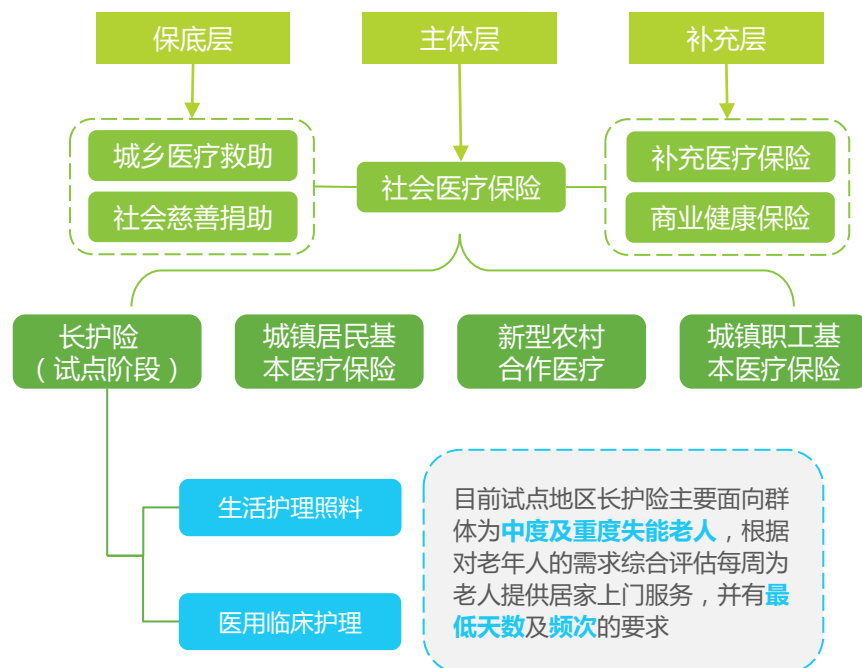 保底层
主体层
补充层
城乡医疗救助
社会慈善捐助
社会医疗保险
补充医疗保险
商业健康保险
长护险
（试点阶段）
城镇居民基
本医疗保险
新型农村
合作医疗
城镇职工基
本医疗保险
生活护理照料
医用临床护理
目前试点地区长护险主要面向群
体为中度及重度失能老人，根据
对老年人的需求综合评估每周为
老人提供居家上门服务，并有最
低天数及频次的要求